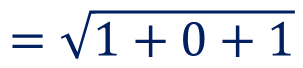 = √1 + 0 + 1